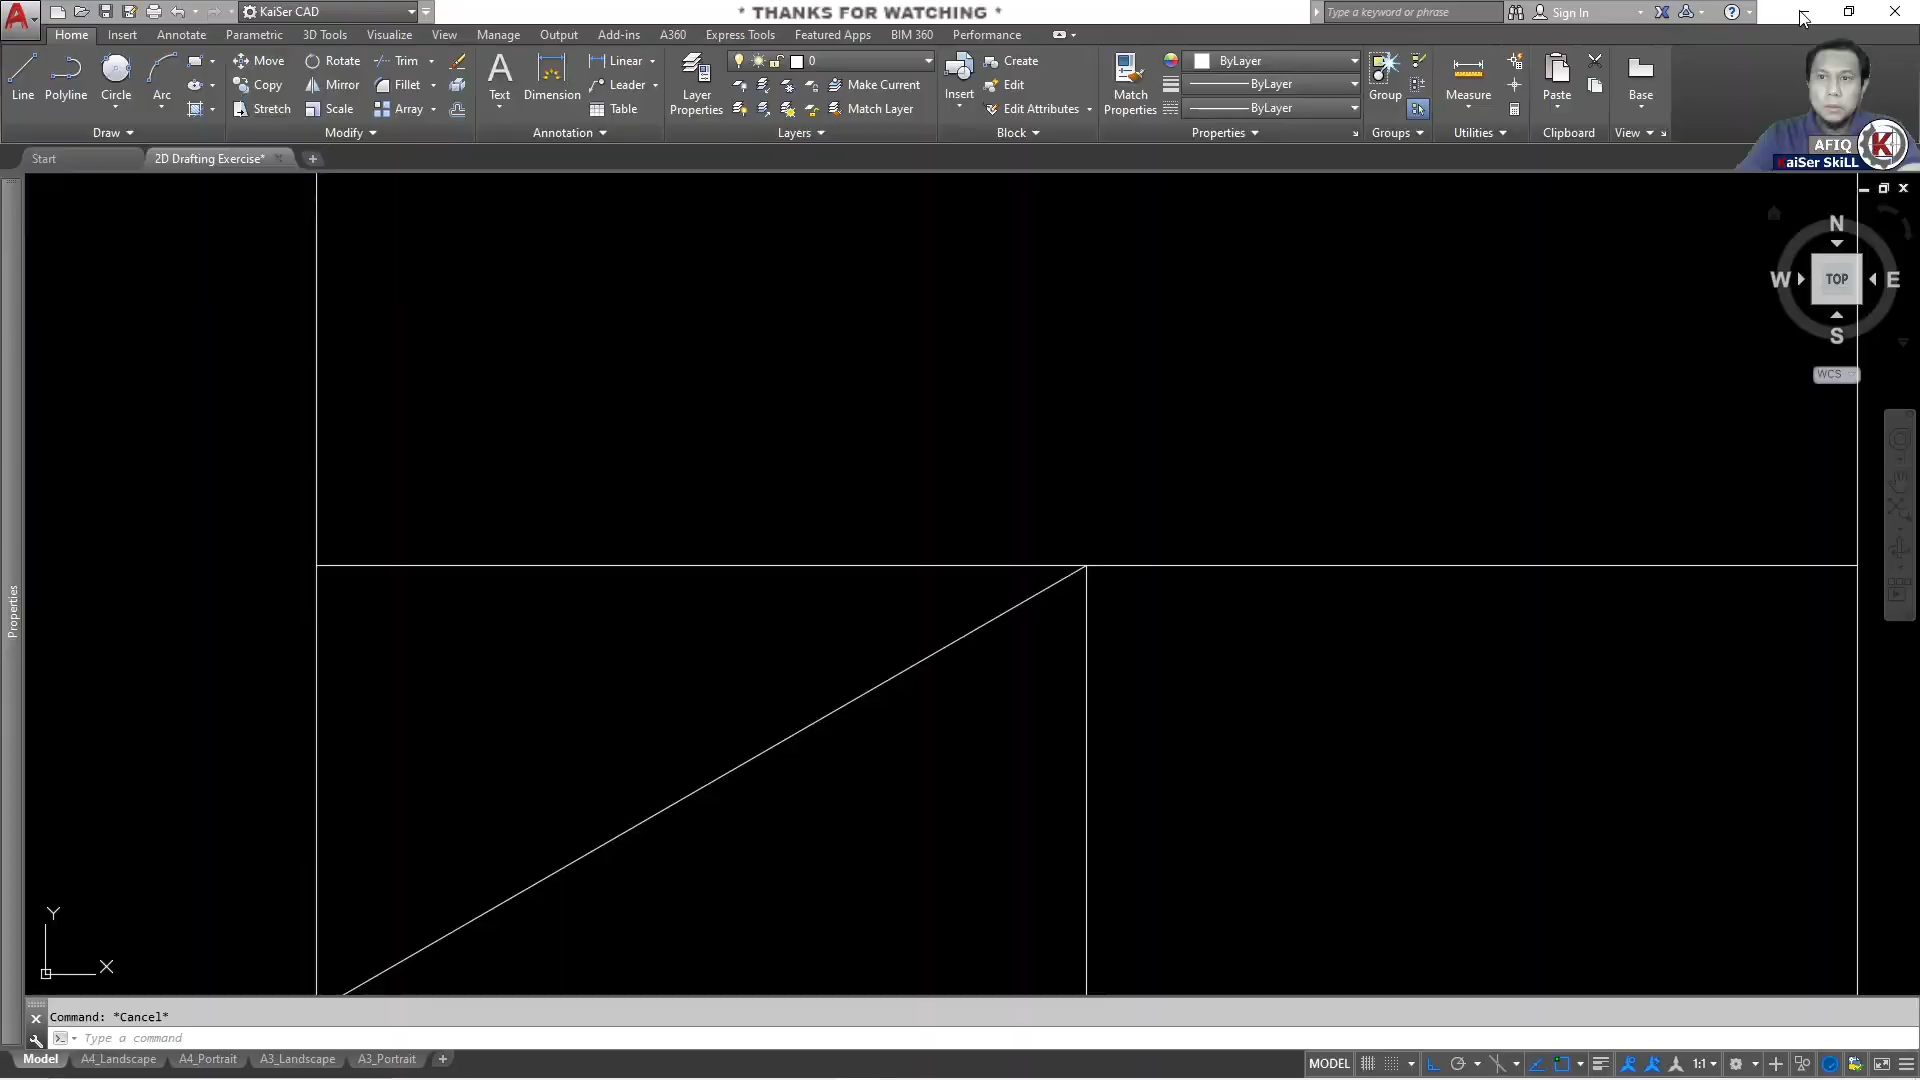 KaiSer CAD
* THANKS FOR WATCHING *
Type a keyword or phrase
Sign In
Home Insert Annotate Parametric 3D Tools Visualize View Manage Output Add-ins A360 Express Tools Featured Apps BIM 360 Performance
Line Polyline Circle Arc
Draw
Move Rotate Trim
Copy Mirror Fillet
Stretch Scale Array
Modify
Text Dimension
Linear
Leader
Table
Annotation
Layer Properties
0
Make Current
Match Layer
Layers
Insert
Create
Edit
Edit Attributes
Block
Match Properties
ByLayer
ByLayer
ByLayer
Properties
Group
Groups
Measure
Utilities
Paste
Clipboard
Base
View
AFIQ
KaiSer SkiLL
K
Start 2D Drafting Exercise*
N
W TOP E
S
WCS
Properties
Y
X
Command: *Cancel*
Type a command
Model A4_Landscape A4_Portrait A3_Landscape A3_Portrait
MODEL 1:1